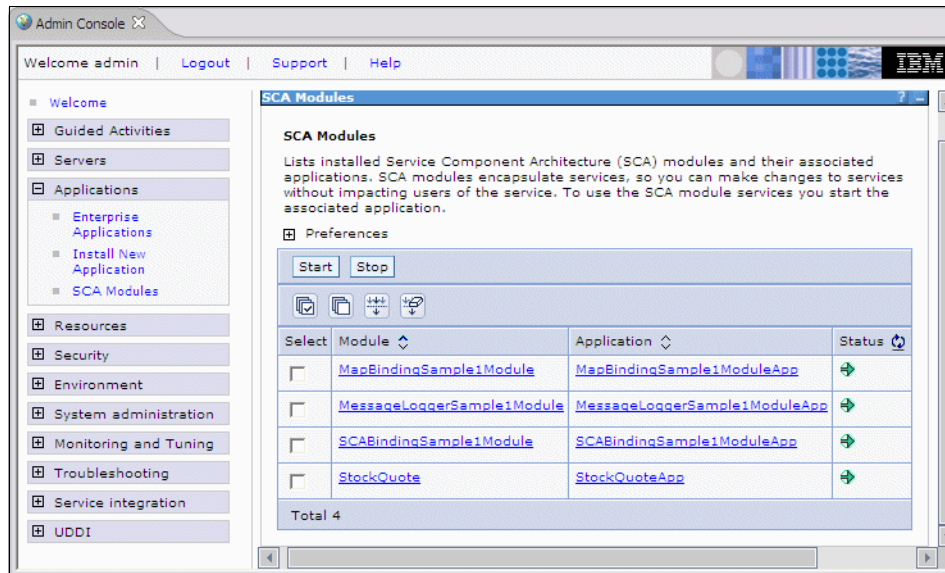 Admin Console
Welcome admin | Logout | Support | Help
IBM
Welcome
Guided Activities
Servers
Applications
Enterprise
Applications
Install New
Application
SCA Modules
Resources
Security
Environment
System administration
Monitoring and Tuning
Troubleshooting
Service integration
UDDI
SCA Modules ? –
SCA Modules
Lists installed Service Component Architecture (SCA) modules and their associated
applications. SCA modules encapsulate services, so you can make changes to services
without impacting users of the service. To use the SCA module services you start the
associated application.
Preferences
Start Stop
Select Module Application Status
MapBindingSample1Module MapBindingSample1ModuleApp
MessageLoggerSample1Module MessageLoggerSample1ModuleApp
SCABindingSample1Module SCABindingSample1ModuleApp
StockQuote StockQuoteApp
Total 4